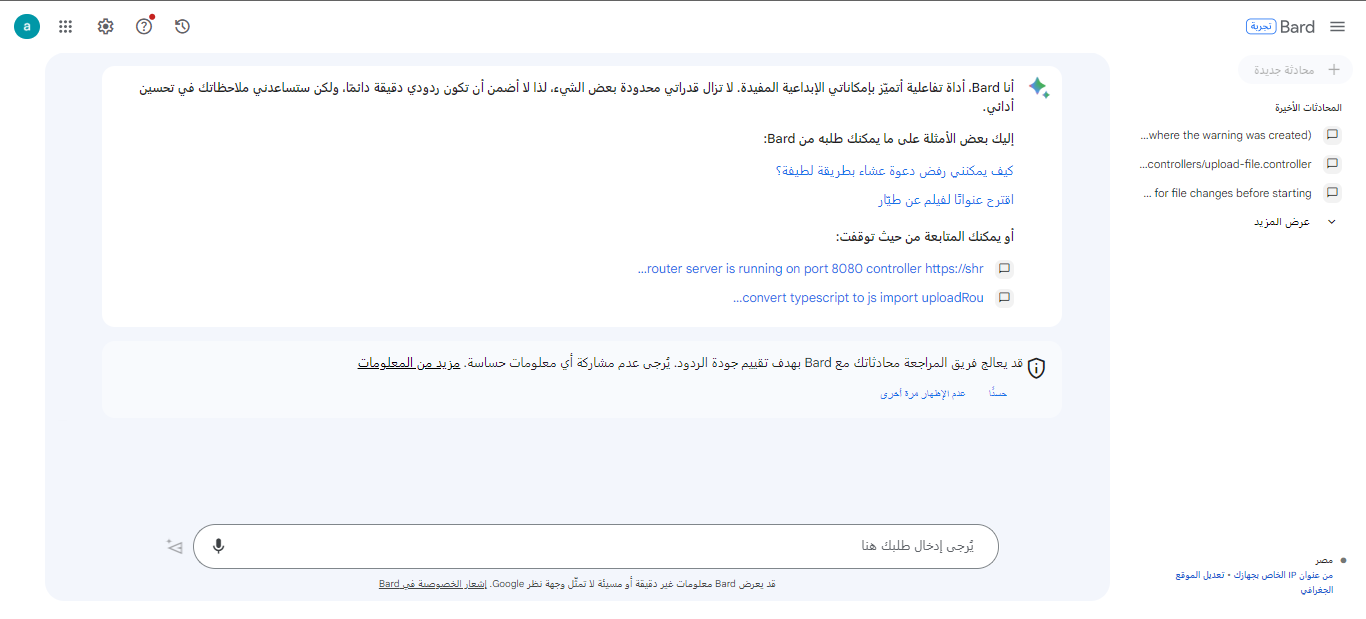 Bard تجربة
a
محادثة جديدة
المحادثات الأخيرة
...where the warning was created)
...controllers/upload-file.controller
... for file changes before starting
عرض المزيد
أنا Bard، أداة تفاعلية أتميّز بإمكاناتي الإبداعية المفيدة. لا تزال قدراتي محدودة بعض الشيء، لذا لا أضمن أن تكون ردودي دقيقة دائمًا، ولكن ستساعدني ملاحظاتك في تحسين
أدائي.
إليك بعض الأمثلة على ما يمكنك طلبه من Bard:
كيف يمكنني رفض دعوة عشاء بطريقة لطيفة؟
اقترح عنوانًا لفيلم عن طيّار
أو يمكنك المتابعة من حيث توقفت:
...router server is running on port 8080 controller https://shr
...convert typescript to js import uploadRou
قد يعالج فريق المراجعة محادثاتك مع Bard بهدف تقييم جودة الردود. يُرجى عدم مشاركة أي معلومات حساسة. مزيد من المعلومات
حسنًا عدم الإظهار مرة أخرى
يُرجى إدخال طلبك هنا
قد يعرض Bard معلومات غير دقيقة أو مسيئة لا تمثّل وجهة نظر Google. إشعار الخصوصية في Bard
مصر
من عنوان IP الخاص بجهازك • تعديل الموقع
الجغرافي